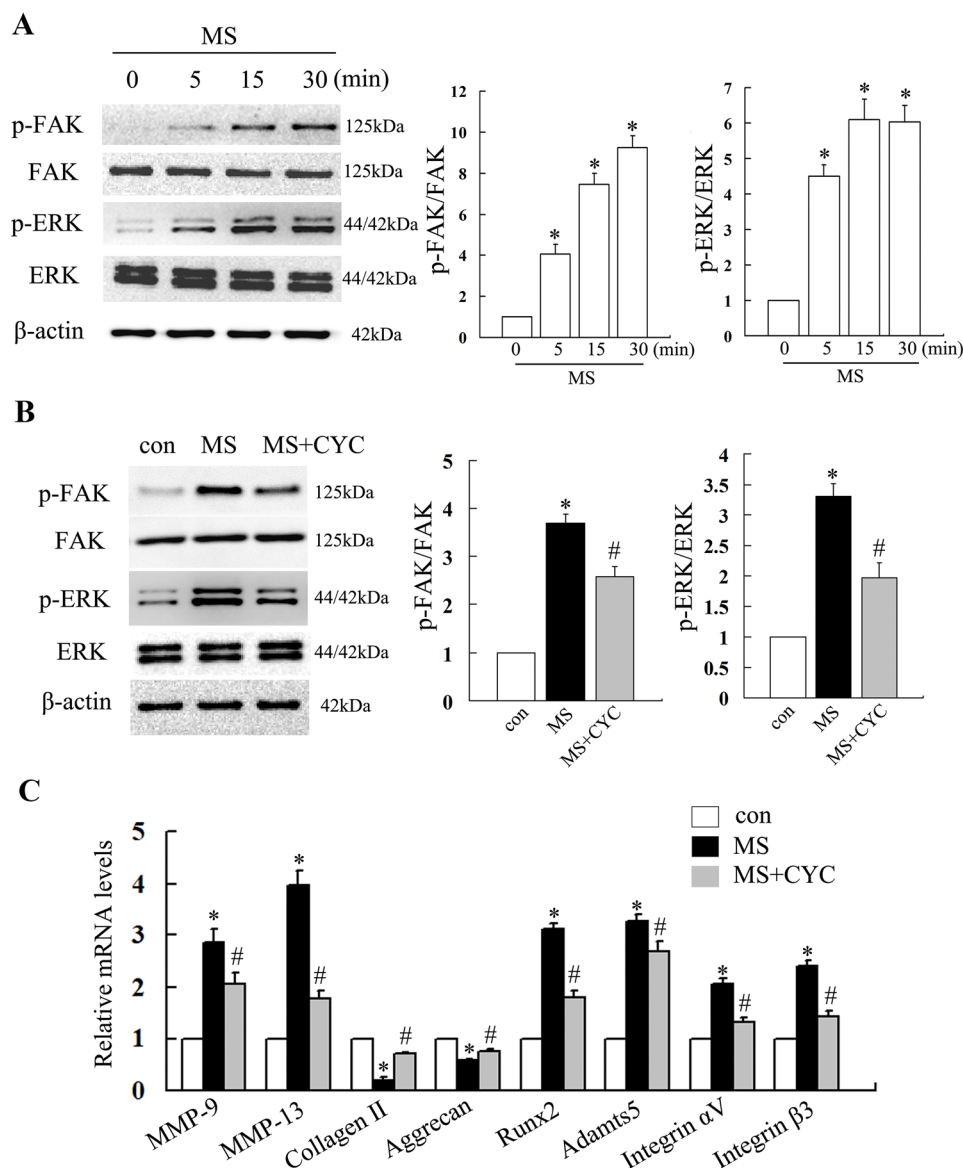 A
MS
0 5 15 30 (min)
p-FAK 125kDa
FAK 125kDa
p-ERK 44/42kDa
ERK 44/42kDa
β-actin 42kDa
p-FAK/FAK
12
10
8
6
4
2
0
0 5 15 30 (min)
MS
* * *
p-ERK/ERK
7
6
5
4
3
2
1
0
0 5 15 30 (min)
MS
* * *
B
con MS MS+CYC
p-FAK 125kDa
FAK 125kDa
p-ERK 44/42kDa
ERK 44/42kDa
β-actin 42kDa
p-FAK/FAK
5
4
3
2
1
0
* #
con MS MS+CYC
p-ERK/ERK
4
3.5
3
2.5
2
1.5
1
0.5
0
* #
con MS MS+CYC
C
con
MS
MS+CYC
Relative mRNA levels
5
4
3
2
1
0
* # * # * # * # * # * # * # * #
MMP-9 MMP-13 Collagen II Aggrecan Runx2 Adamts5 Integrin αV Integrin β3